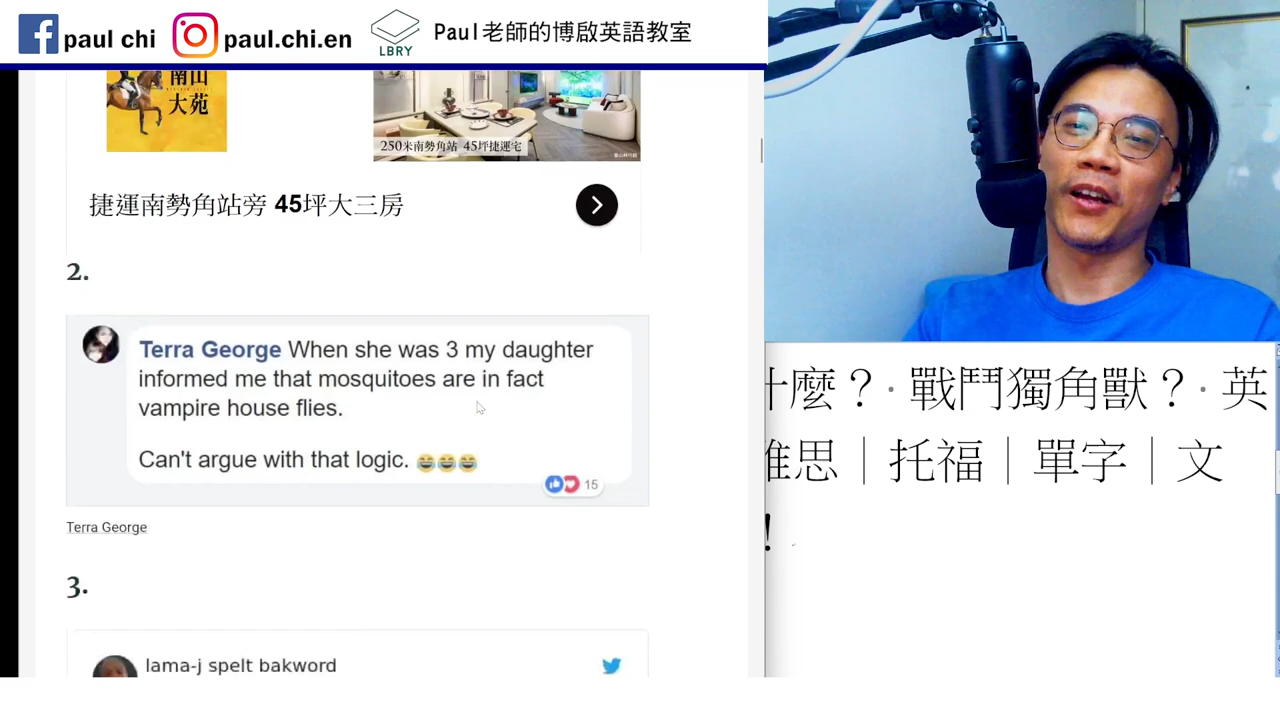 paul chi
paul.chi.en
LBRY
Paul老師的博啟英語教室
南山
大苑
250米南勢角站 45坪捷運宅
捷運南勢角站旁 45坪大三房
2.
Terra George When she was 3 my daughter
informed me that mosquitoes are in fact
vampire house flies.
Can't argue with that logic. 😂😂😂
15
Terra George
3.
lama-j spelt bakword
什麼？· 戰鬥獨角獸？· 英
雅思｜托福｜單字｜文
!